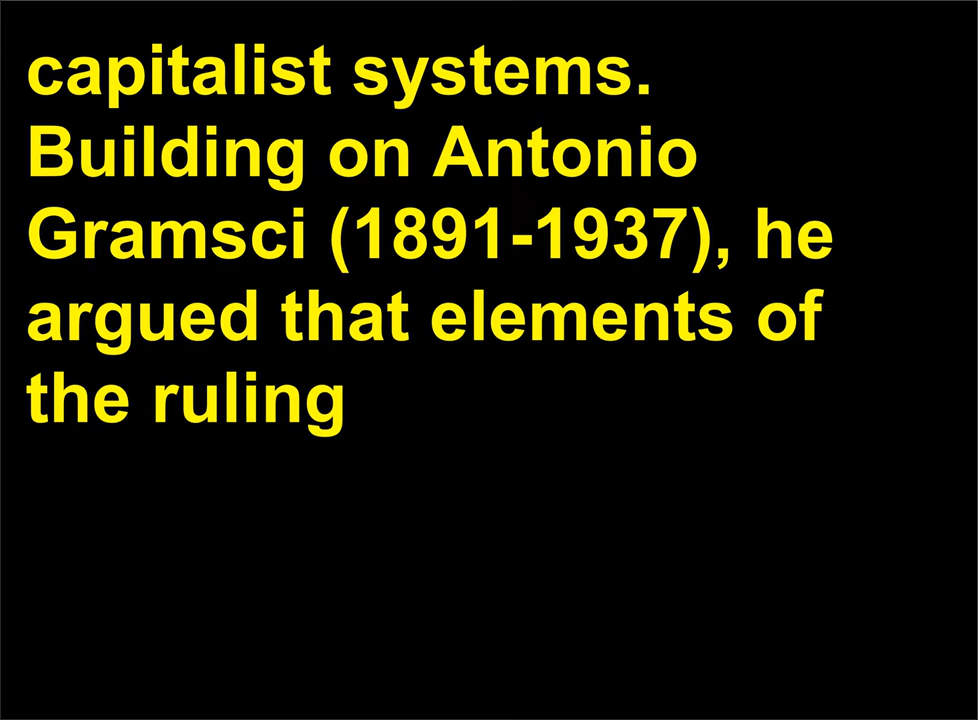 capitalist systems.
Building on Antonio
Gramsci (1891-1937), he
argued that elements of
the ruling